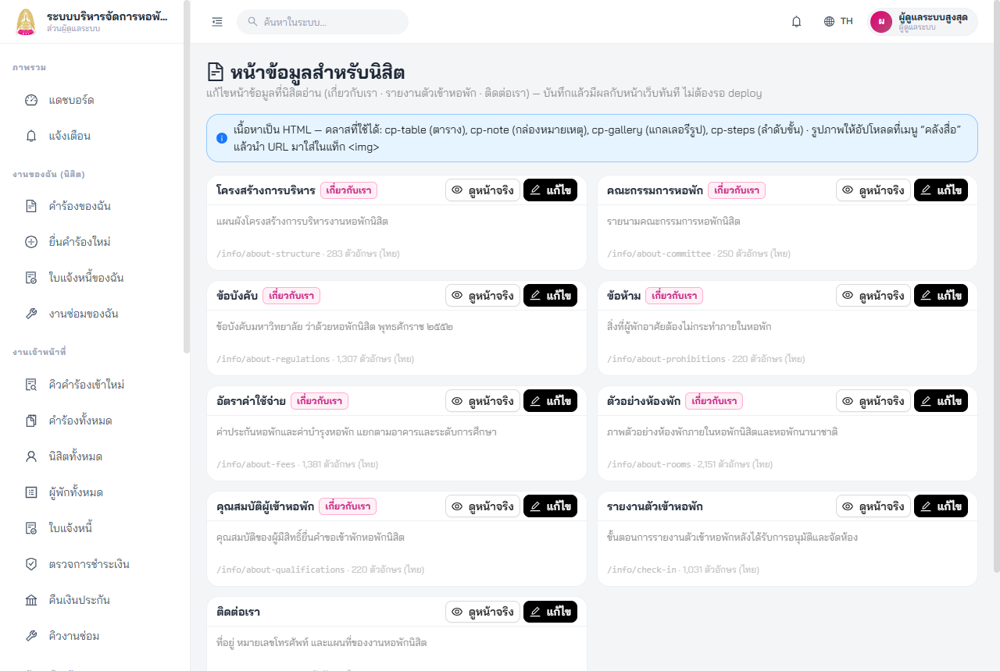 ระบบบริหารจัดการหอพั...
ส่วนผู้ดูแลระบบ
ค้นหาในระบบ...
TH
ผ
ผู้ดูแลระบบสูงสุด
ผู้ดูแลระบบ
ภาพรวม
แดชบอร์ด
แจ้งเตือน
งานของฉัน (นิสิต)
คำร้องของฉัน
ยื่นคำร้องใหม่
ใบแจ้งหนี้ของฉัน
งานซ่อมของฉัน
งานเจ้าหน้าที่
คิวคำร้องเข้าใหม่
คำร้องทั้งหมด
นิสิตทั้งหมด
ผู้พักทั้งหมด
ใบแจ้งหนี้
ตรวจการชำระเงิน
คืนเงินประกัน
คิวงานซ่อม
หน้าข้อมูลสำหรับนิสิต
แก้ไขหน้าข้อมูลที่นิสิตอ่าน (เกี่ยวกับเรา · รายงานตัวเข้าหอพัก · ติดต่อเรา) — บันทึกแล้วมีผลกับหน้าเว็บทันที ไม่ต้องรอ deploy
เนื้อหาเป็น HTML — คลาสที่ใช้ได้: cp-table (ตาราง), cp-note (กล่องหมายเหตุ), cp-gallery (แกลเลอรีรูป), cp-steps (ลำดับขั้น) · รูปภาพให้อัปโหลดที่เมนู “คลังสื่อ”
แล้วนำ URL มาใส่ในแท็ก <img>
โครงสร้างการบริหาร เกี่ยวกับเรา ดูหน้าจริง แก้ไข
แผนผังโครงสร้างการบริหารงานหอพักนิสิต
/info/about-structure · 283 ตัวอักษร (ไทย)
คณะกรรมการหอพัก เกี่ยวกับเรา ดูหน้าจริง แก้ไข
รายนามคณะกรรมการหอพักนิสิต
/info/about-committee · 250 ตัวอักษร (ไทย)
ข้อบังคับ เกี่ยวกับเรา ดูหน้าจริง แก้ไข
ข้อบังคับมหาวิทยาลัย ว่าด้วยหอพักนิสิต พุทธศักราช ๒๕๕๒
/info/about-regulations · 1,307 ตัวอักษร (ไทย)
ข้อห้าม เกี่ยวกับเรา ดูหน้าจริง แก้ไข
สิ่งที่ผู้พักอาศัยต้องไม่กระทำภายในหอพัก
/info/about-prohibitions · 220 ตัวอักษร (ไทย)
อัตราค่าใช้จ่าย เกี่ยวกับเรา ดูหน้าจริง แก้ไข
ค่าประกันหอพักและค่าบำรุงหอพัก แยกตามอาคารและระดับการศึกษา
/info/about-fees · 1,381 ตัวอักษร (ไทย)
ตัวอย่างห้องพัก เกี่ยวกับเรา ดูหน้าจริง แก้ไข
ภาพตัวอย่างห้องพักภายในหอพักนิสิตและหอพักนานาชาติ
/info/about-rooms · 2,151 ตัวอักษร (ไทย)
คุณสมบัติผู้เข้าหอพัก เกี่ยวกับเรา ดูหน้าจริง แก้ไข
คุณสมบัติของผู้มีสิทธิ์ยื่นคำขอเข้าพักหอพักนิสิต
/info/about-qualifications · 220 ตัวอักษร (ไทย)
รายงานตัวเข้าหอพัก ดูหน้าจริง แก้ไข
ขั้นตอนการรายงานตัวเข้าหอพักหลังได้รับการอนุมัติและจัดห้อง
/info/check-in · 1,031 ตัวอักษร (ไทย)
ติดต่อเรา ดูหน้าจริง แก้ไข
ที่อยู่ หมายเลขโทรศัพท์ และแผนที่ของงานหอพักนิสิต